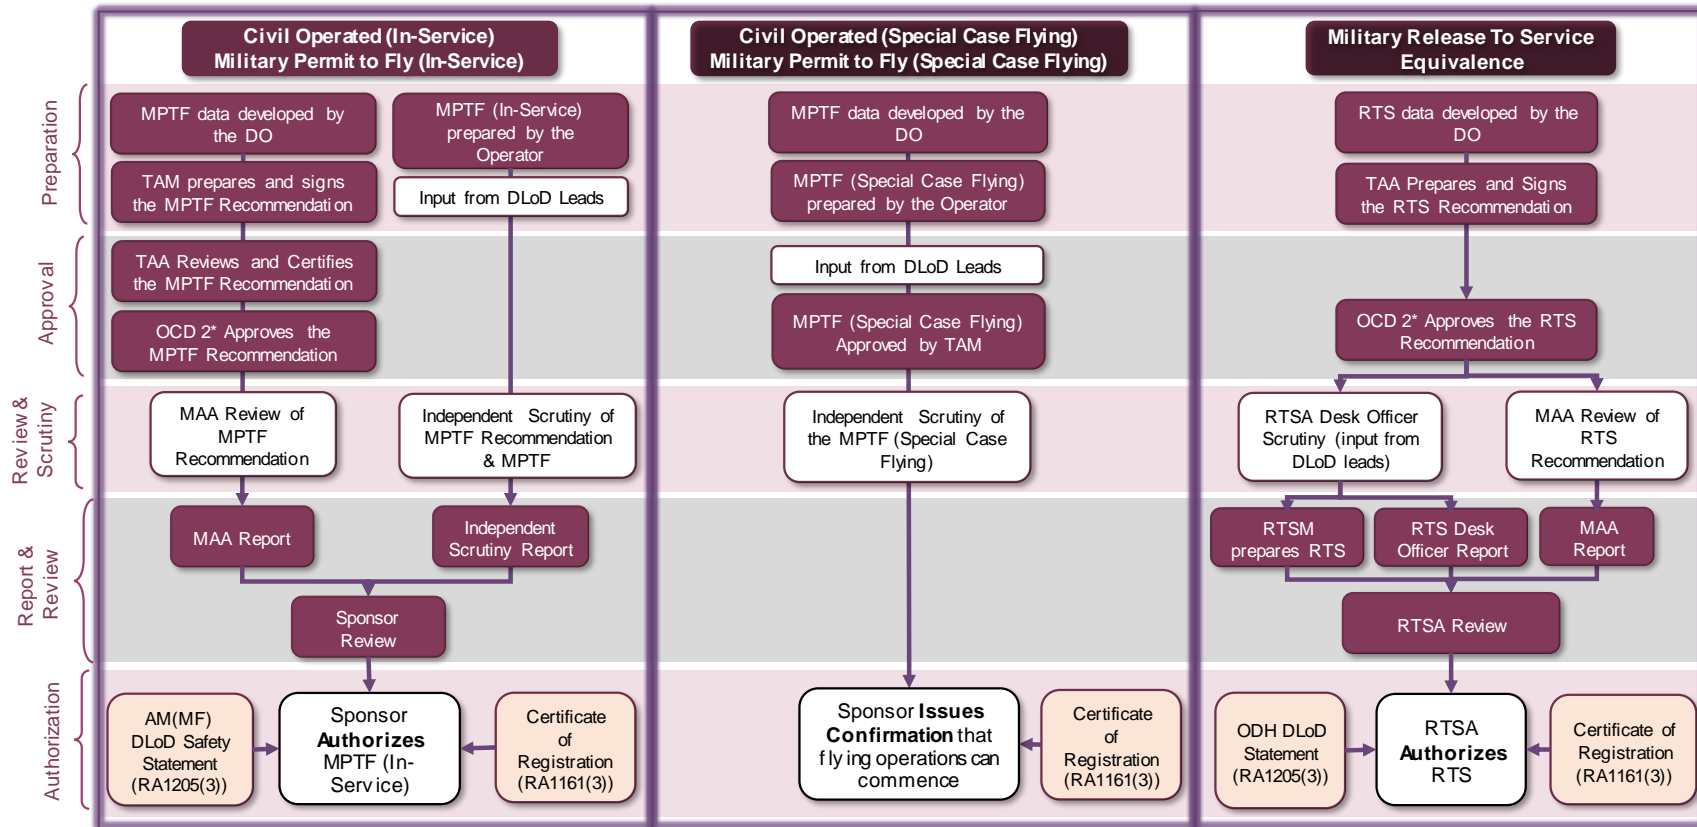 Civil Operated (In-Service)
Military Permit to Fly (In-Service)
Civil Operated (Special Case Flying)
Military Permit to Fly (Special Case Flying)
Military Release To Service
Equivalence
Preparation
MPTF data developed by
the DO
TAM prepares and signs
the MPTF Recommendation
MPTF (In-Service)
prepared by the
Operator
Input from DLoD Leads
MPTF data developed by the
DO
MPTF (Special Case Flying)
prepared by the Operator
RTS data developed by the
DO
TAA Prepares and Signs
the RTS Recommendation
Approval
TAA Reviews and Certifies
the MPTF Recommendation
OCD 2* Approves the
MPTF Recommendation
Input from DLoD Leads
MPTF (Special Case Flying)
Approved by TAM
OCD 2* Approves the RTS
Recommendation
Review &
Scrutiny
MAA Review of
MPTF
Recommendation
Independent Scrutiny of
MPTF Recommendation
& MPTF
Independent Scrutiny of
the MPTF (Special Case
Flying)
RTSA Desk Officer
Scrutiny (input from
DLoD leads)
MAA Review of
RTS
Recommendation
Report &
Review
MAA Report
Independent
Scrutiny Report
Sponsor
Review
RTSM
prepares RTS
RTS Desk
Officer Report
MAA
Report
RTSA Review
Authorization
AM(MF)
DLoD Safety
Statement
(RA1205(3))
Sponsor
Authorizes
MPTF (In-
Service)
Certificate
of
Registration
(RA1161(3))
Sponsor Issues
Confirmation that
flying operations can
commence
Certificate
of
Registration
(RA1161(3))
ODH DLoD
Statement
(RA1205(3))
RTSA
Authorizes
RTS
Certificate of
Registration
(RA1161(3))